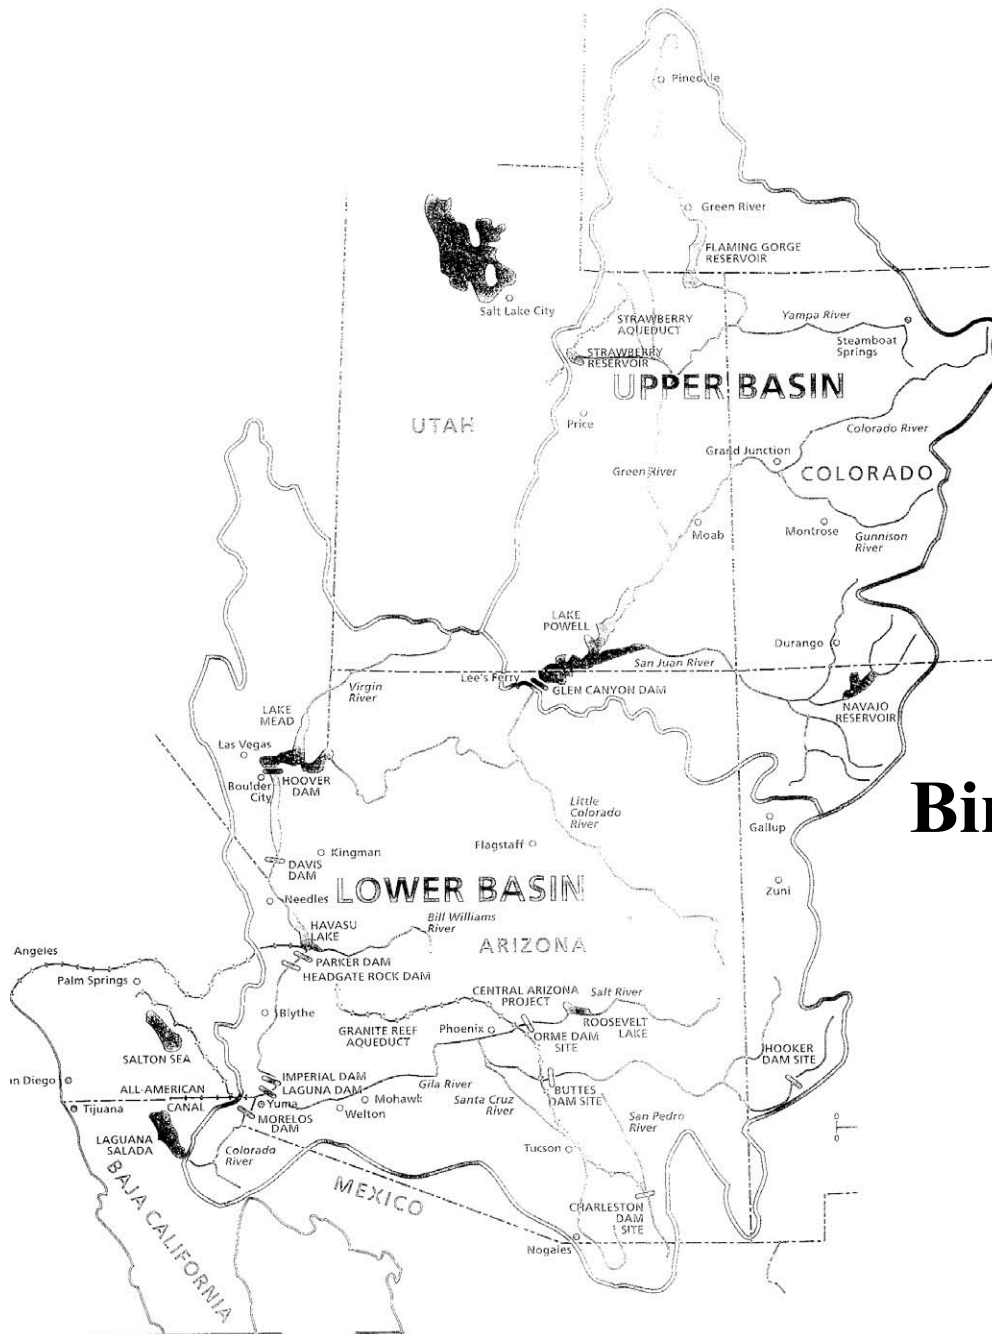 Pinedale
Green River
FLAMING GORGE
RESERVOIR
Salt Lake City
STRAWBERRY
AQUEDUCT
Yampa River
Steamboat
Springs
STRAWBERRY
RESERVOIR
UPPER BASIN
UTAH
Price
Colorado River
Grand Junction
Green River
COLORADO
Moab
Montrose
Gunnison
River
LAKE
POWELL
Durango
San Juan River
Lee's Ferry
GLEN CANYON DAM
NAVAJO
RESERVOIR
Virgin
River
LAKE
MEAD
Las Vegas
Boulder
City
HOOVER
DAM
Bin
Little
Colorado
River
Gallup
Flagstaff
Kingman
DAVIS
DAM
Zuni
LOWER BASIN
Needles
Bill Williams
River
HAVASU
LAKE
ARIZONA
Angeles
PARKER DAM
HEADGATE ROCK DAM
Palm Springs
CENTRAL ARIZONA
PROJECT
Salt River
Blythe
GRANITE REEF
AQUEDUCT
Phoenix
ROOSEVELT
LAKE
ORME DAM
SITE
HOOKER
DAM SITE
SALTON SEA
an Diego
ALL-AMERICAN
CANAL
IMPERIAL DAM
LAGUNA DAM
Gila River
BUTTES
DAM SITE
Tijuana
Yuma
Mohawk
Welton
Santa Cruz
River
MORELOS
DAM
San Pedro
River
LAGUANA
SALADA
Colorado
River
Tucson
MEXICO
BAJA CALIFORNIA
CHARLESTON
DAM
SITE
Nogales
0
0